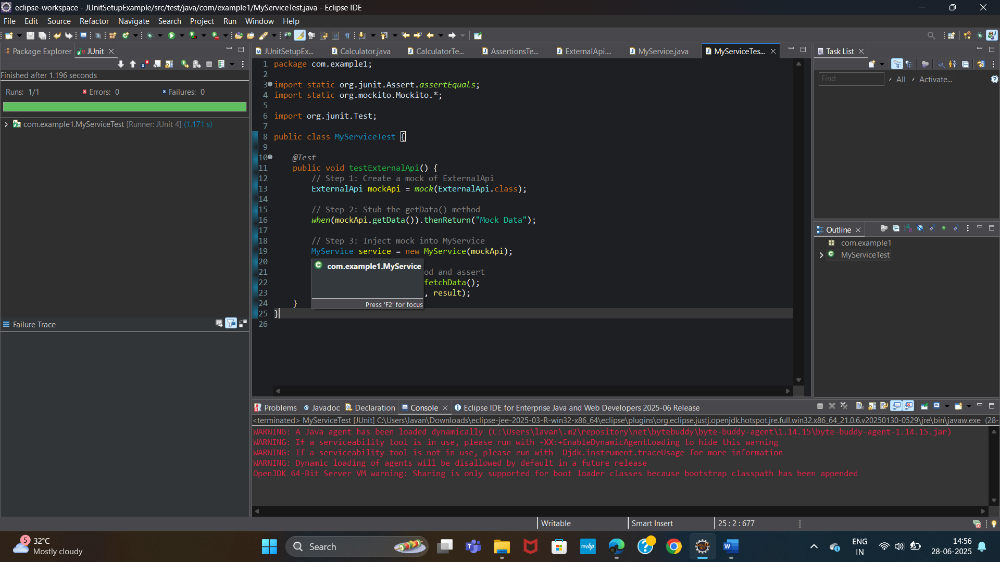 eclipse-workspace - JUnitSetupExample/src/test/java/com/example1/MyServiceTest.java - Eclipse IDE
File Edit Source Refactor Navigate Search Project Run Window Help
Package Explorer
JUnit
Finished after 1.196 seconds
Runs: 1/1
Errors: 0
Failures: 0
com.example1.MyServiceTest [Runner: JUnit 4] (1.171 s)
Failure Trace
JUnitSetupEx...
Calculator.java
CalculatorTe...
AssertionsTe...
ExternalApi....
MyService.java
MyServiceTes...
1 package com.example1;
2
3 import static org.junit.Assert.assertEquals;
4 import static org.mockito.Mockito.*;
5
6 import org.junit.Test;
7
8 public class MyServiceTest {
9
10 @Test
11 public void testExternalApi() {
12 // Step 1: Create a mock of ExternalApi
13 ExternalApi mockApi = mock(ExternalApi.class);
14
15 // Step 2: Stub the getData() method
16 when(mockApi.getData()).thenReturn("Mock Data");
17
18 // Step 3: Inject mock into MyService
19 MyService service = new MyService(mockApi);
20
21 od and assert
22 fetchData();
23 , result);
24 }
25 }
26
com.example1.MyService
Press 'F2' for focus
Task List
Find
All
Activate...
Outline
com.example1
MyServiceTest
Problems
Javadoc
Declaration
Console
Eclipse IDE for Enterprise Java and Web Developers 2025-06 Release
<terminated> MyServiceTest [JUnit] C:\Users\lavan\Downloads\eclipse-jee-2025-03-R-win32-x86_64\eclipse\plugins\org.eclipse.justj.openjdk.hotspot.jre.full.win32.x86_64_21.0.6.v20250130-0529\jre\bin\javaw.exe (28-
WARNING: A Java agent has been loaded dynamically (C:\Users\lavan\.m2\repository\net\bytebuddy\byte-buddy-agent\1.14.15\byte-buddy-agent-1.14.15.jar)
WARNING: If a serviceability tool is in use, please run with -XX:+EnableDynamicAgentLoading to hide this warning
WARNING: If a serviceability tool is not in use, please run with -Djdk.instrument.traceUsage for more information
WARNING: Dynamic loading of agents will be disallowed by default in a future release
OpenJDK 64-Bit Server VM warning: Sharing is only supported for boot loader classes because bootstrap classpath has been appended
Writable
Smart Insert
25 : 2 : 677
5
32°C
Mostly cloudy
Search
myhp
ENG
IN
14:56
28-06-2025